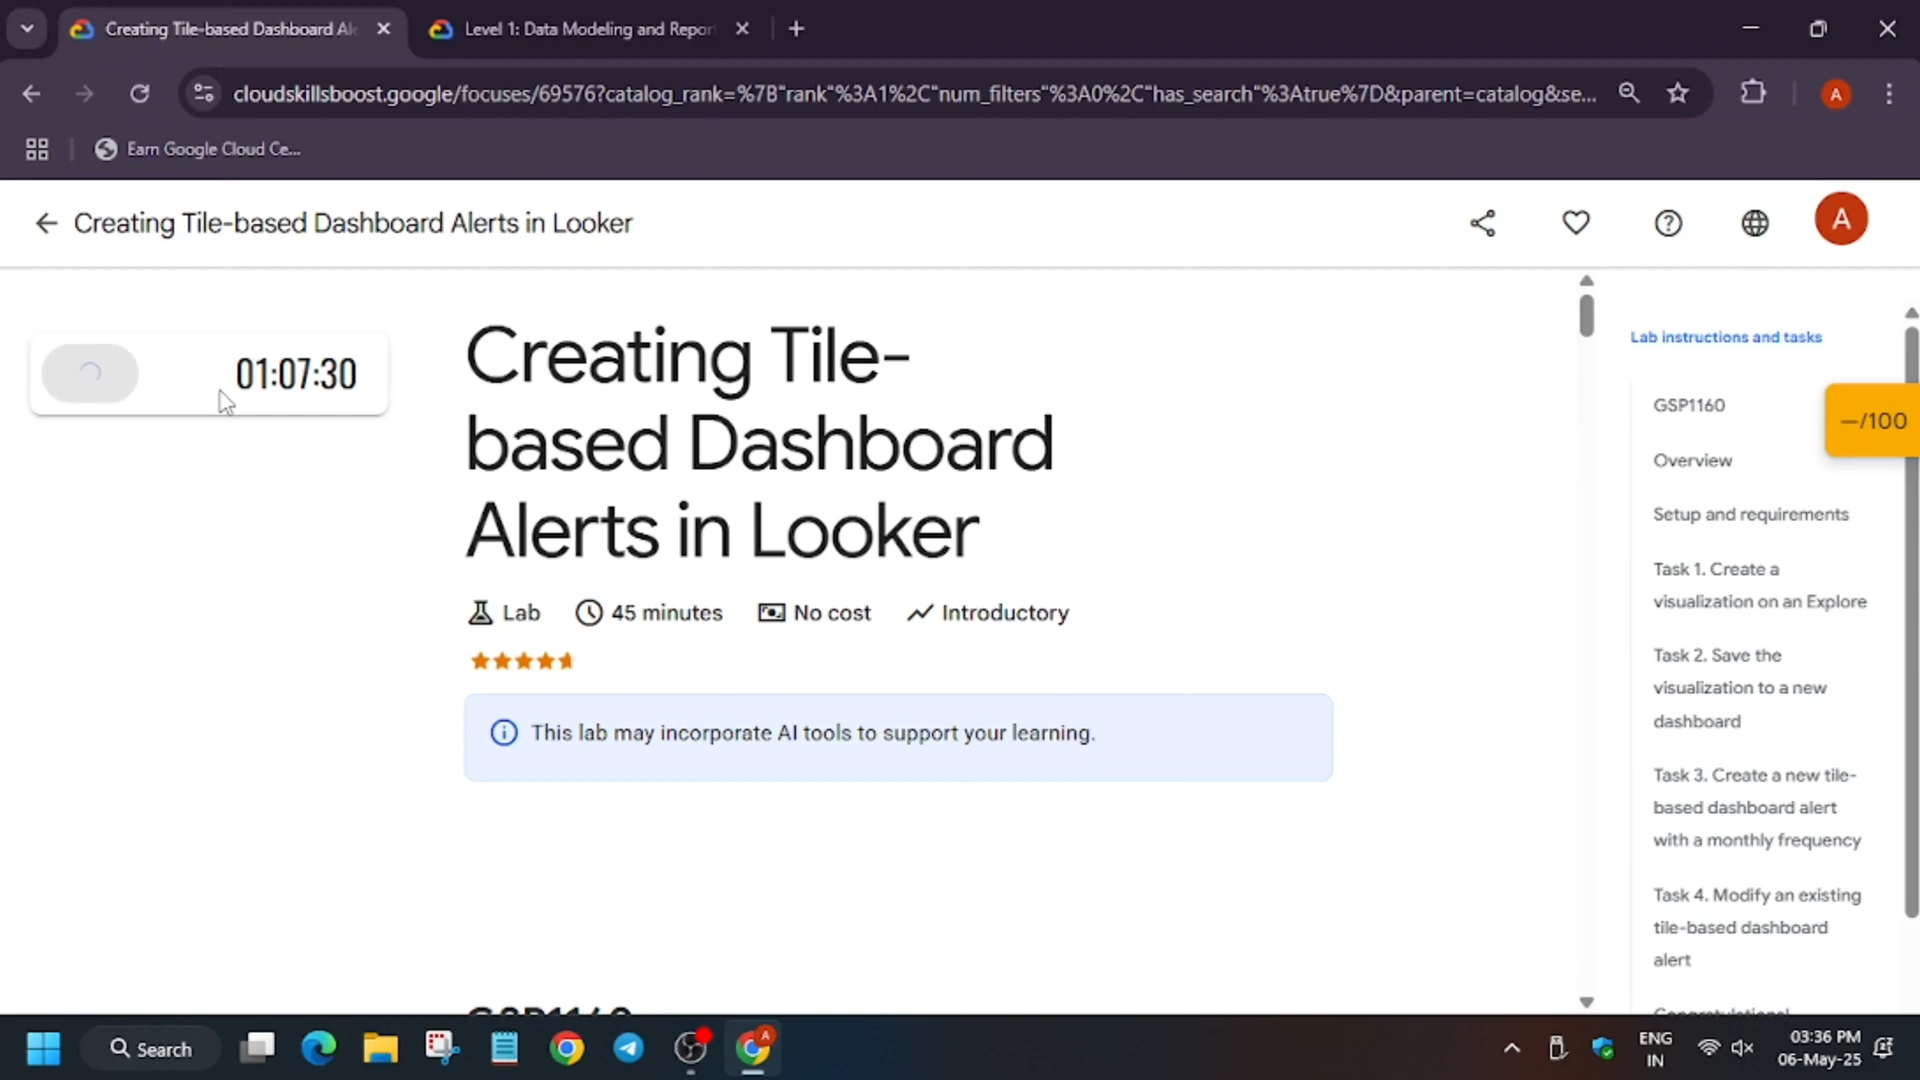 Creating Tile-based Dashboard Al
Level 1: Data Modeling and Repor
cloudskillsboost.google/focuses/69576?catalog_rank=%7B"rank"%3A1%2C"num_filters"%3A0%2C"has_search"%3Atrue%7D&parent=catalog&se...
A
Earn Google Cloud Ce...
Creating Tile-based Dashboard Alerts in Looker
A
01:07:30
Creating Tile-
based Dashboard
Alerts in Looker
Lab
45 minutes
No cost
Introductory
This lab may incorporate AI tools to support your learning.
GSP1160
Lab instructions and tasks
GSP1160
–/100
Overview
Setup and requirements
Task 1. Create a
visualization on an Explore
Task 2. Save the
visualization to a new
dashboard
Task 3. Create a new tile-
based dashboard alert
with a monthly frequency
Task 4. Modify an existing
tile-based dashboard
alert
Congratulations!
Search
A
ENG
IN
03:36 PM
06-May-25